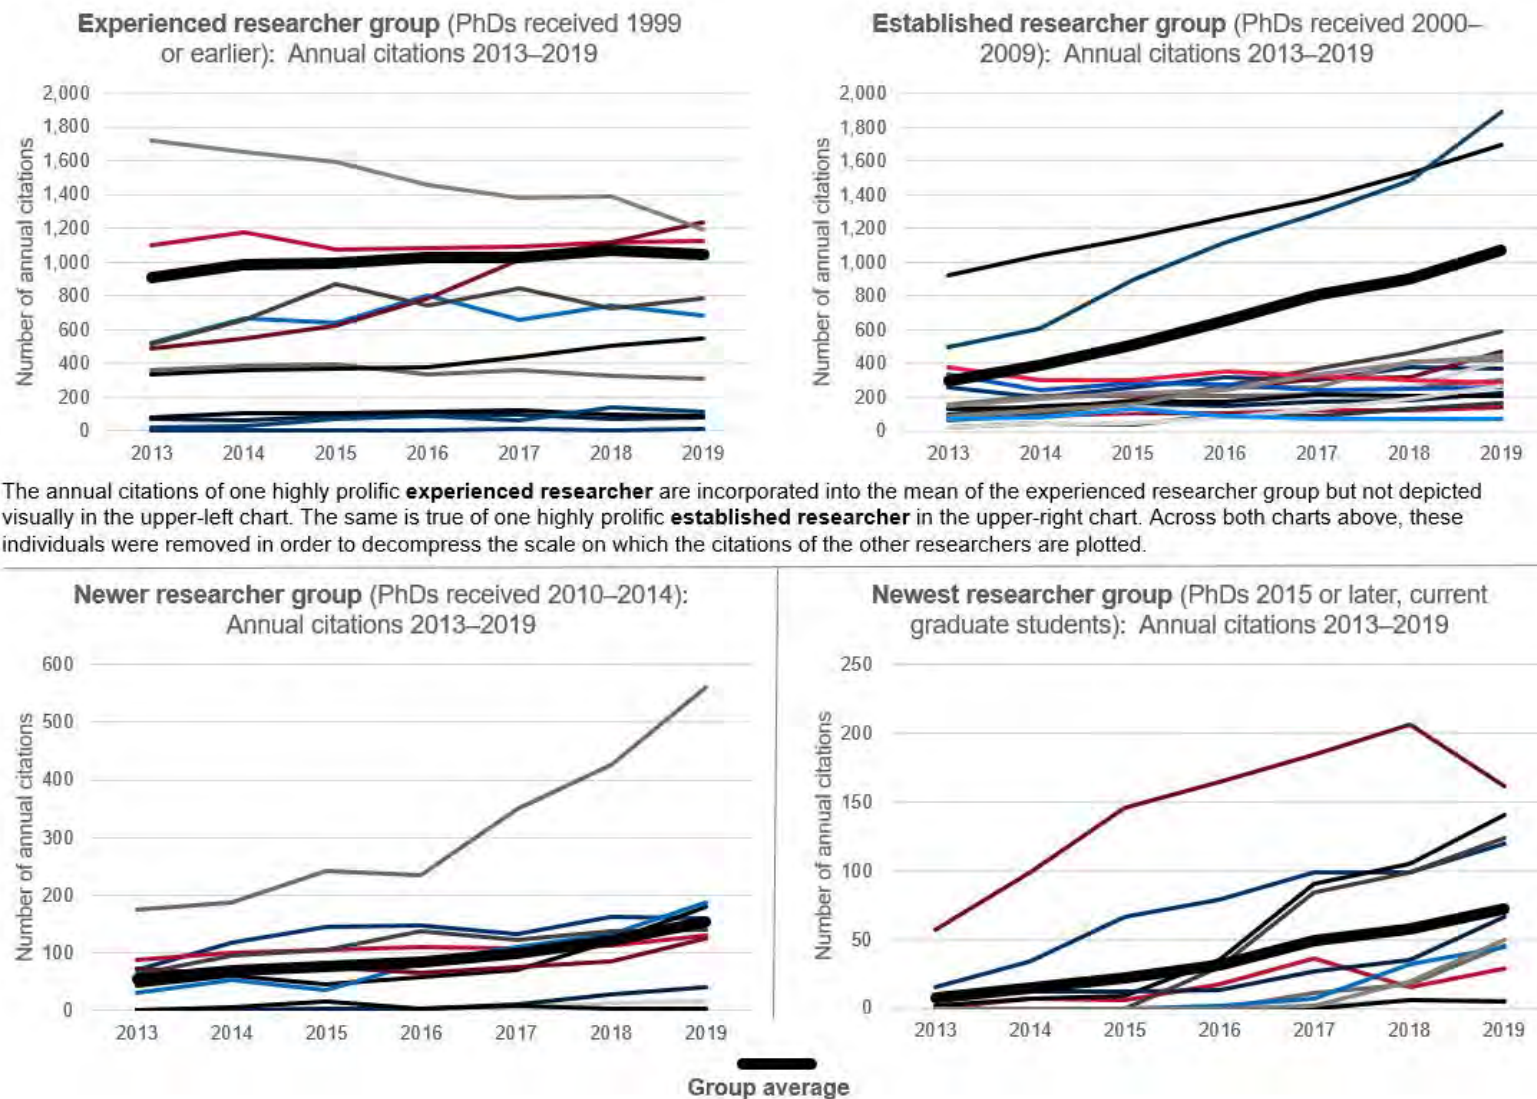 Experienced researcher group (PhDs received 1999
or earlier):  Annual citations 2013–2019
Number of annual citations
2,000
1,800
1,600
1,400
1,200
1,000
800
600
400
200
0
2013 2014 2015 2016 2017 2018 2019
Established researcher group (PhDs received 2000–
2009):  Annual citations 2013–2019
Number of annual citations
2,000
1,800
1,600
1,400
1,200
1,000
800
600
400
200
0
2013 2014 2015 2016 2017 2018 2019
The annual citations of one highly prolific experienced researcher are incorporated into the mean of the experienced researcher group but not depicted
visually in the upper-left chart. The same is true of one highly prolific established researcher in the upper-right chart. Across both charts above, these
individuals were removed in order to decompress the scale on which the citations of the other researchers are plotted.
Newer researcher group (PhDs received 2010–2014):
Annual citations 2013–2019
Number of annual citations
600
500
400
300
200
100
0
2013 2014 2015 2016 2017 2018 2019
Newest researcher group (PhDs 2015 or later, current
graduate students):  Annual citations 2013–2019
Number of annual citations
250
200
150
100
50
0
2013 2014 2015 2016 2017 2018 2019
Group average